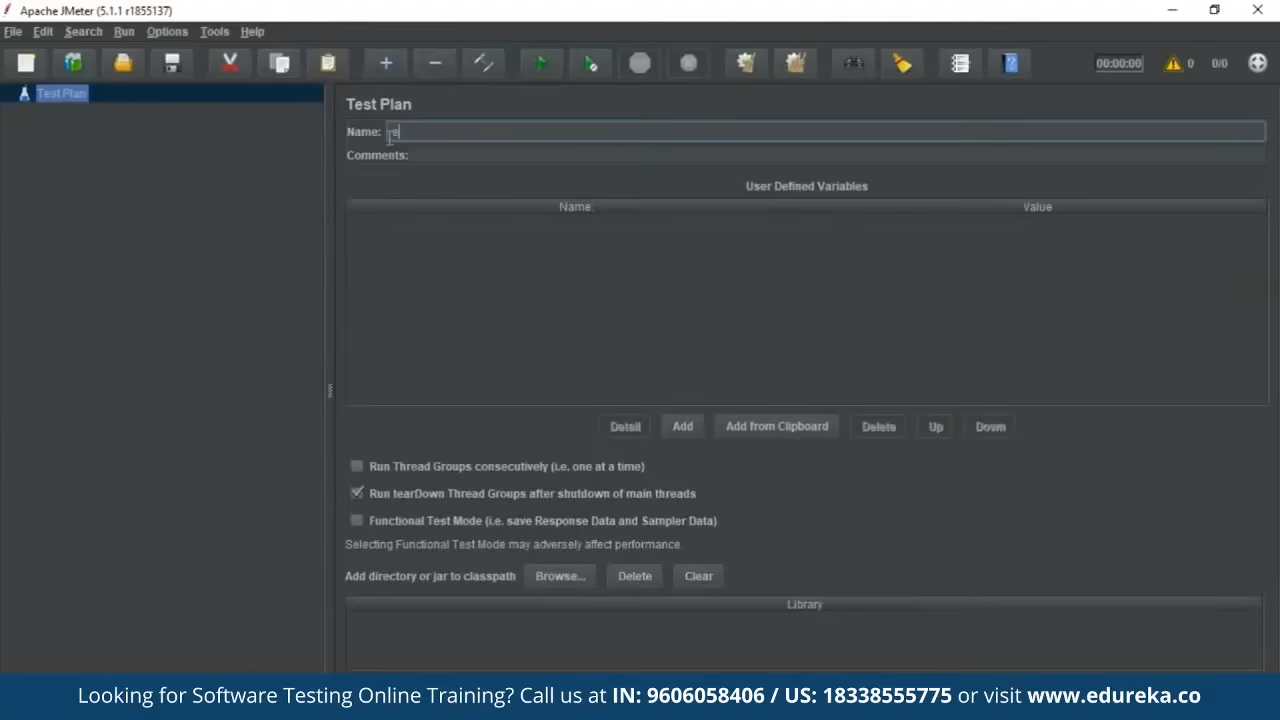 Apache JMeter (5.1.1 r1855137)
File Edit Search Run Options Tools Help
00:00:00 0 0/0
Test Plan
Test Plan
Name: e
Comments:
User Defined Variables
Name: Value
Detail Add Add from Clipboard Delete Up Down
Run Thread Groups consecutively (i.e. one at a time)
Run tearDown Thread Groups after shutdown of main threads
Functional Test Mode (i.e. save Response Data and Sampler Data)
Selecting Functional Test Mode may adversely affect performance.
Add directory or jar to classpath Browse... Delete Clear
Library
Looking for Software Testing Online Training? Call us at IN: 9606058406 / US: 18338555775 or visit www.edureka.co